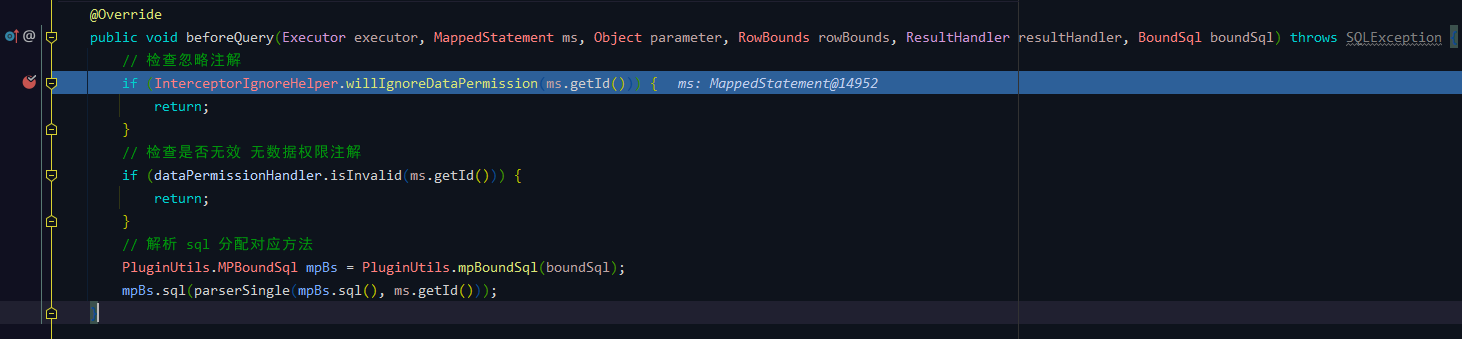 @Override
public void beforeQuery(Executor executor, MappedStatement ms, Object parameter, RowBounds rowBounds, ResultHandler resultHandler, BoundSql boundSql) throws SQLException {
// 检查忽略注解
if (InterceptorIgnoreHelper.willIgnoreDataPermission(ms.getId())) { ms: MappedStatement@14952
return;
}
// 检查是否无效 无数据权限注解
if (dataPermissionHandler.isInvalid(ms.getId())) {
return;
}
// 解析 sql 分配对应方法
PluginUtils.MPBoundSql mpBs = PluginUtils.mpBoundSql(boundSql);
mpBs.sql(parserSingle(mpBs.sql(), ms.getId()));
}